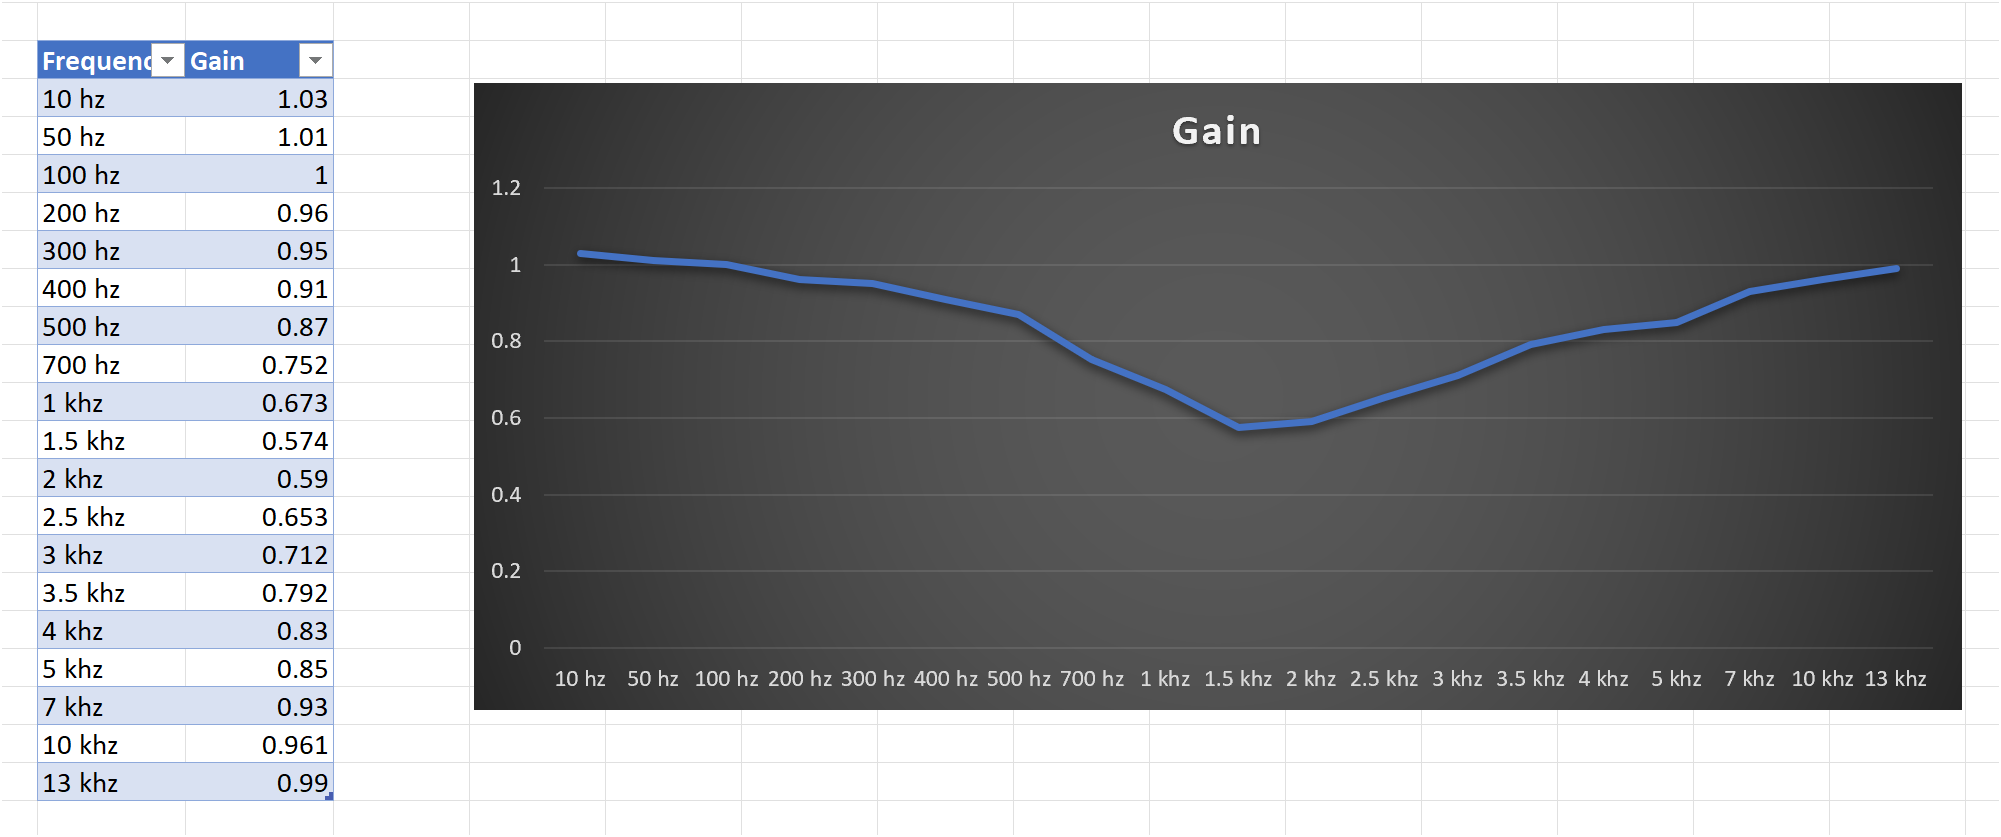 Frequenc Gain
10 hz 1.03
50 hz 1.01
100 hz 1
200 hz 0.96
300 hz 0.95
400 hz 0.91
500 hz 0.87
700 hz 0.752
1 khz 0.673
1.5 khz 0.574
2 khz 0.59
2.5 khz 0.653
3 khz 0.712
3.5 khz 0.792
4 khz 0.83
5 khz 0.85
7 khz 0.93
10 khz 0.961
13 khz 0.99
Gain
1.2
1
0.8
0.6
0.4
0.2
0
10 hz 50 hz 100 hz 200 hz 300 hz 400 hz 500 hz 700 hz 1 khz 1.5 khz 2 khz 2.5 khz 3 khz 3.5 khz 4 khz 5 khz 7 khz 10 khz 13 khz